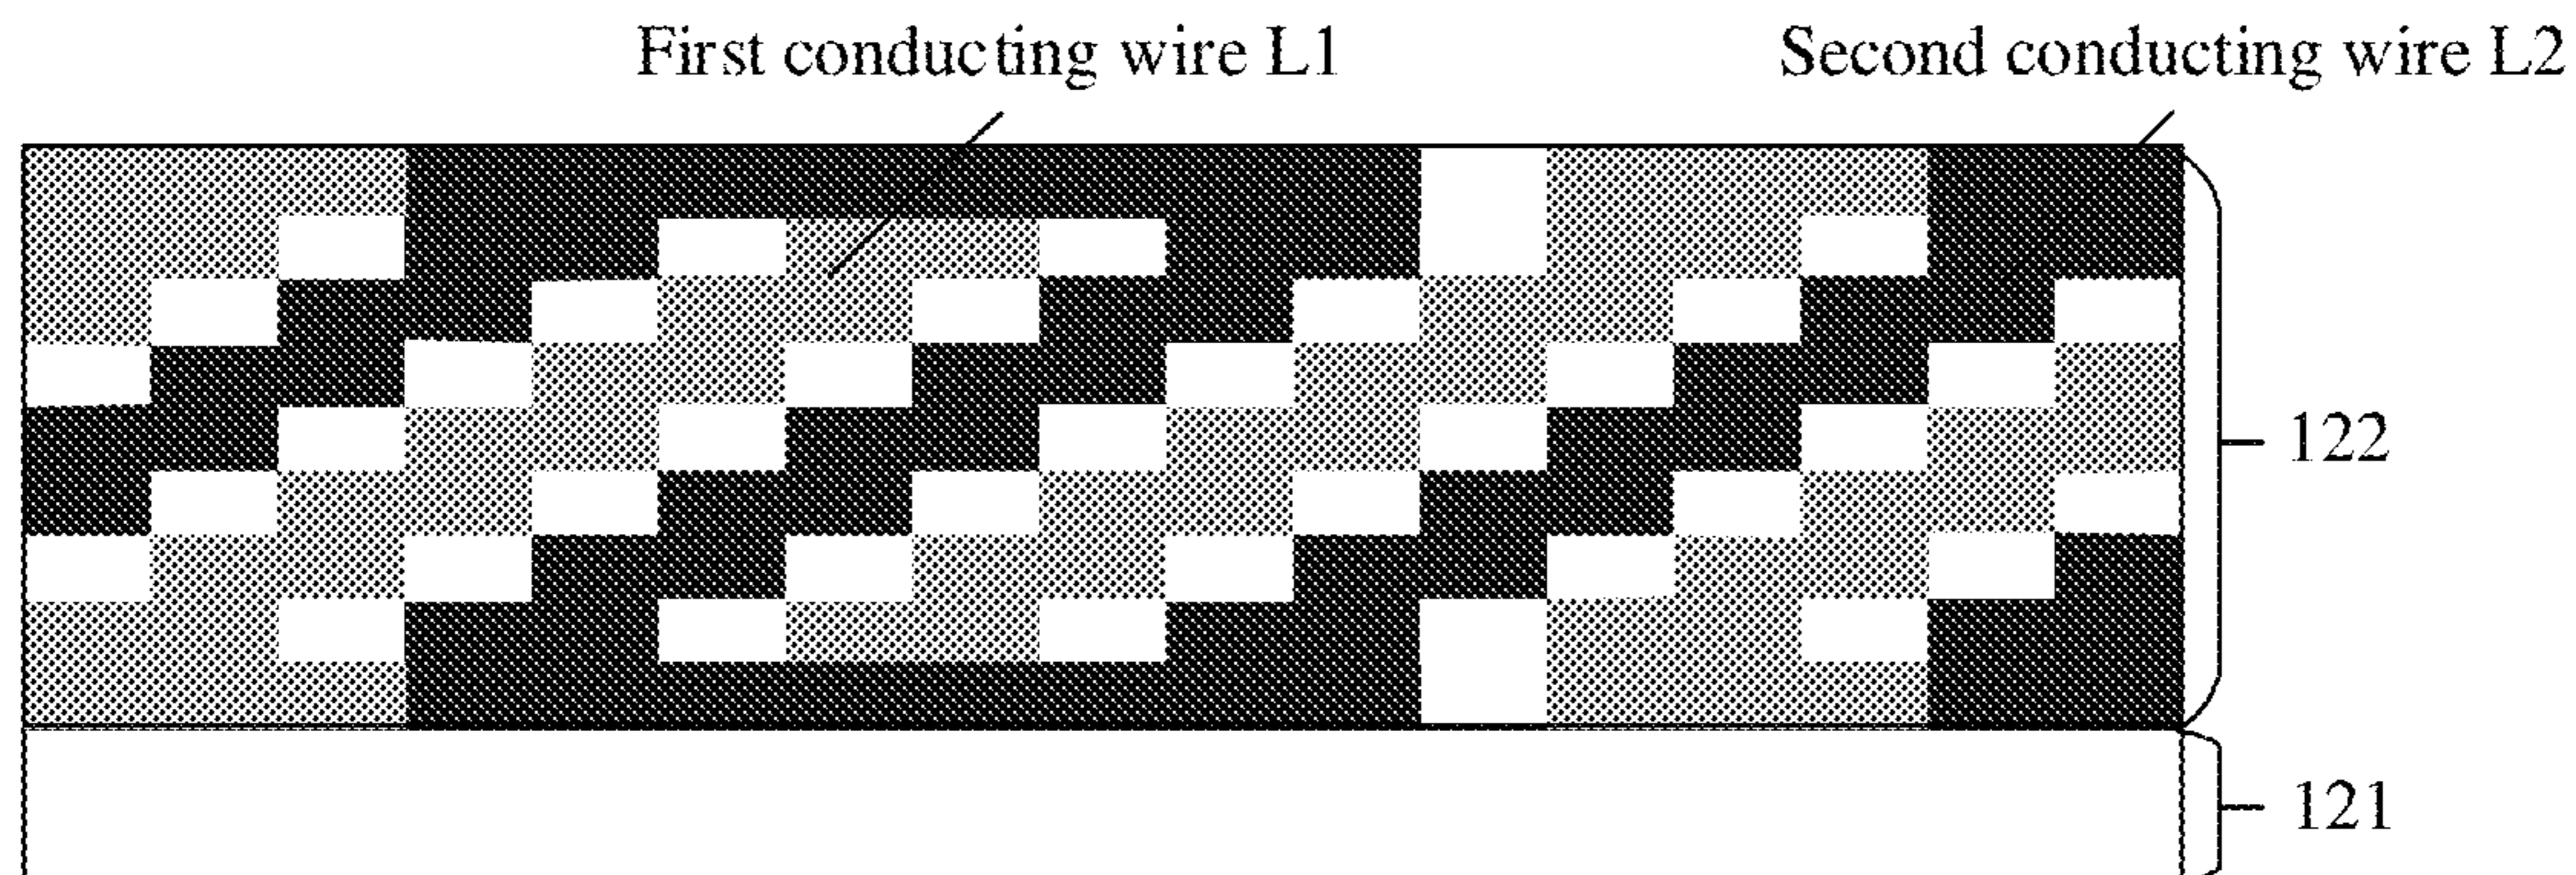 First conducting wire L1
Second conducting wire L2
122
121